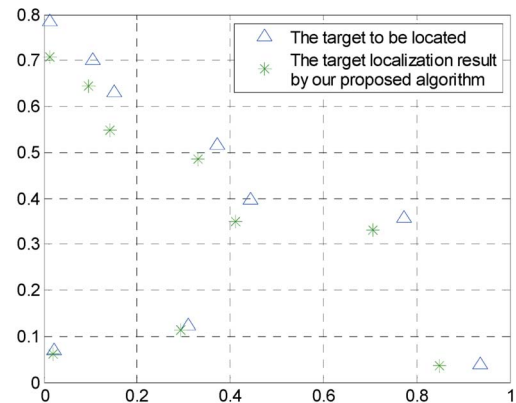 0.8
0.7
0.6
0.5
0.4
0.3
0.2
0.1
0
The target to be located
The target localization result
by our proposed algorithm
0 0.2 0.4 0.6 0.8 1